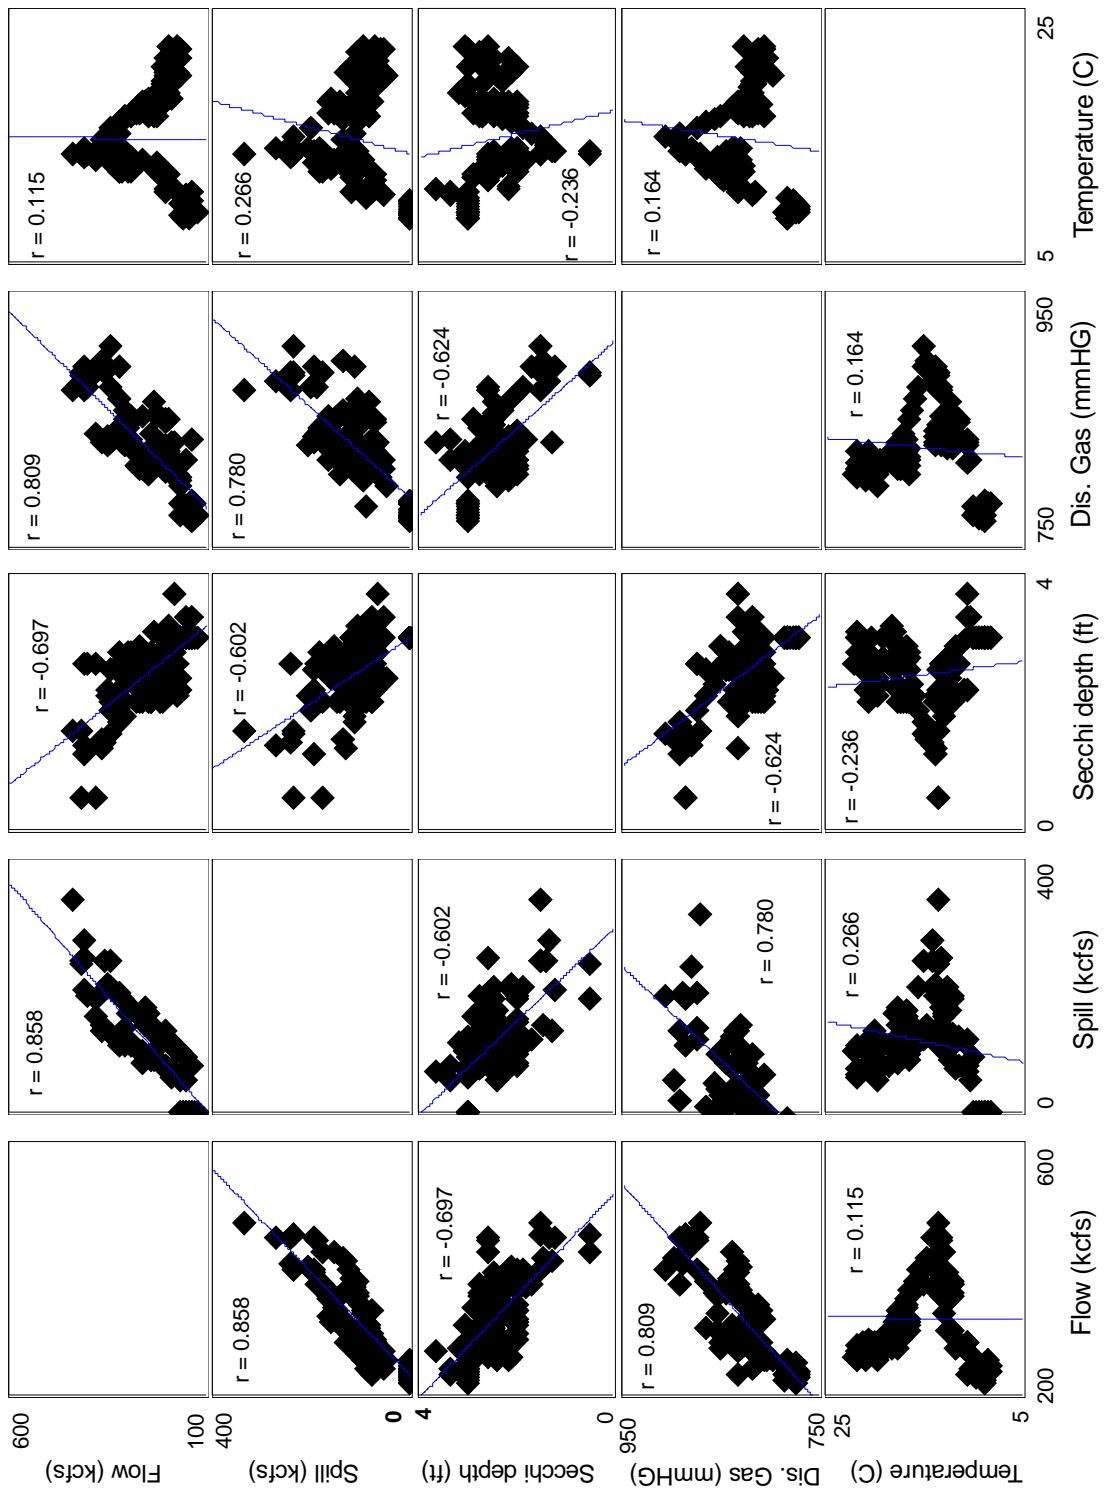 Flow (kcfs)
600
100
r = 0.858
r = -0.697
r = 0.809
r = 0.115
Spill (kcfs)
400
0
r = 0.858
r = -0.602
r = 0.780
r = 0.266
Secchi depth (ft)
4
0
r = -0.697
r = -0.602
r = -0.624
r = -0.236
Dis. Gas (mmHG)
950
750
r = 0.809
r = 0.780
r = -0.624
r = 0.164
Temperature (C)
25
5
r = 0.115
r = 0.266
r = -0.236
r = 0.164
200
600
0
400
0
4
750
950
5
25
Flow (kcfs)
Spill (kcfs)
Secchi depth (ft)
Dis. Gas (mmHG)
Temperature (C)